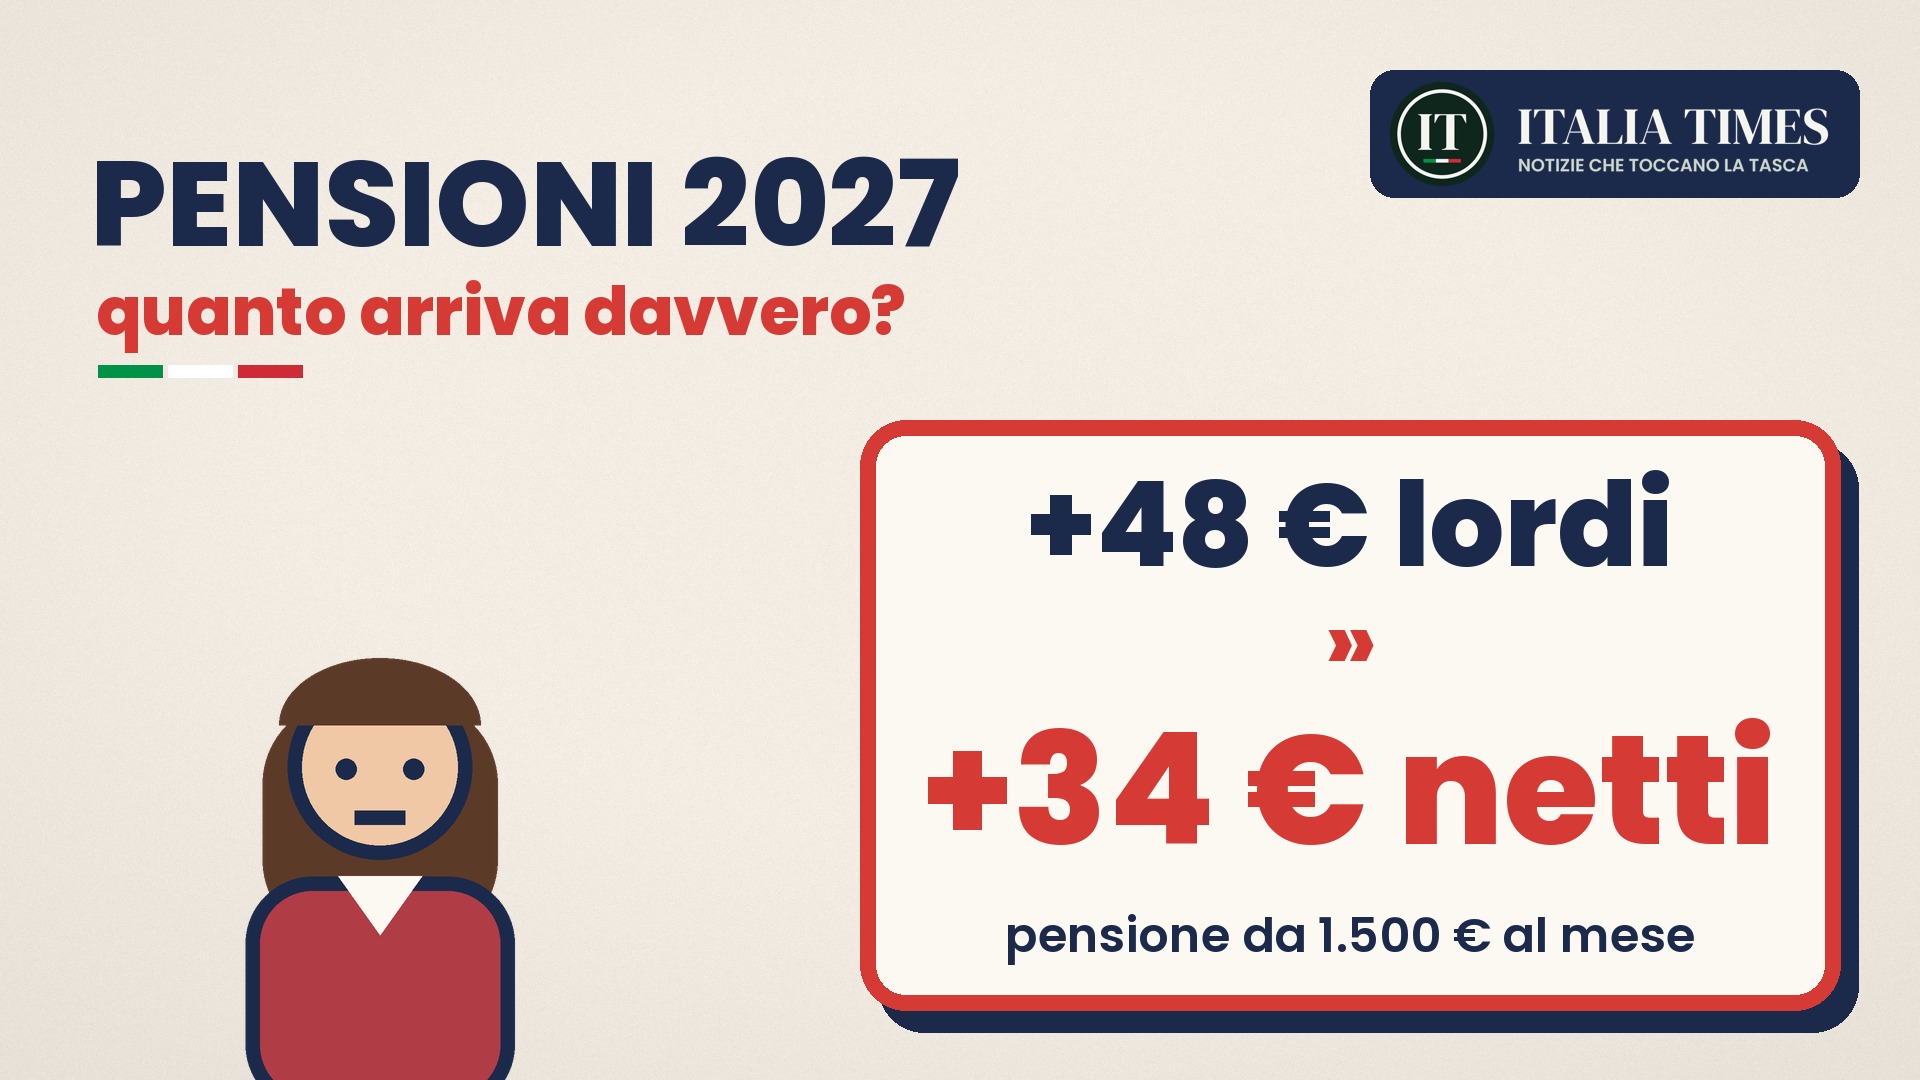 PENSIONI 2027
quanto arriva davvero?
IT
ITALIA TIMES
NOTIZIE CHE TOCCANO LA TASCA
+48 € lordi
»
+34 € netti
pensione da 1.500 € al mese